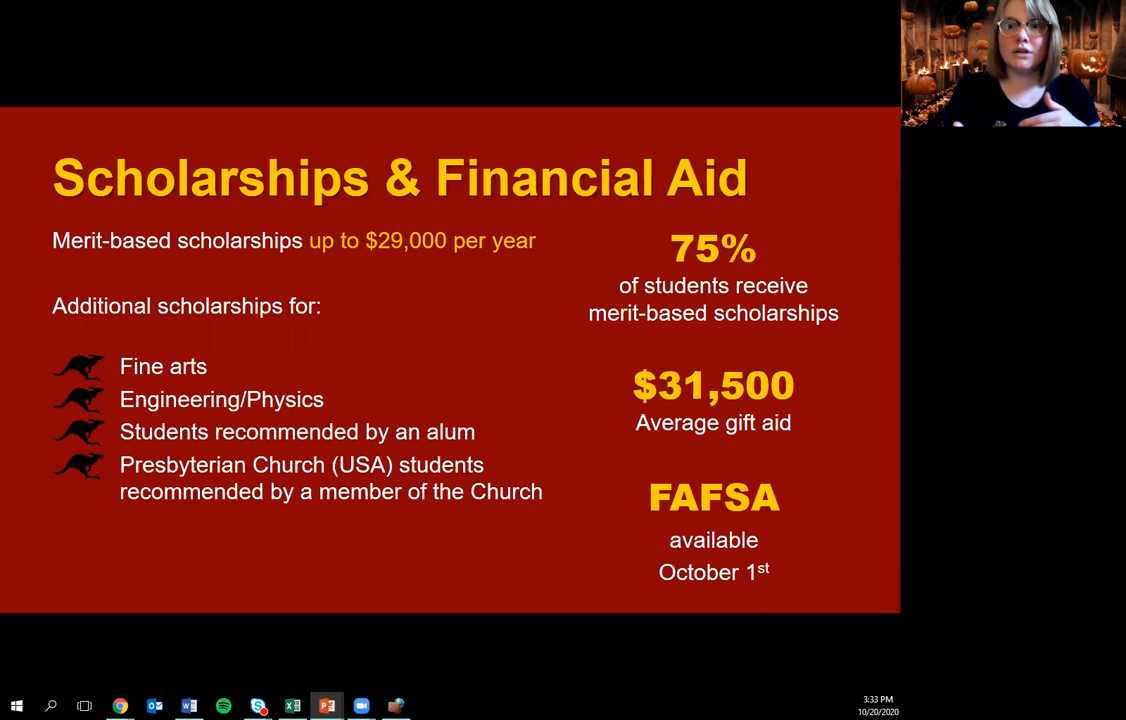 Scholarships & Financial Aid
Merit-based scholarships up to $29,000 per year
Additional scholarships for:
Fine arts
Engineering/Physics
Students recommended by an alum
Presbyterian Church (USA) students
recommended by a member of the Church
75%
of students receive
merit-based scholarships
$31,500
Average gift aid
FAFSA
available
October 1st
3:33 PM
10/20/2020